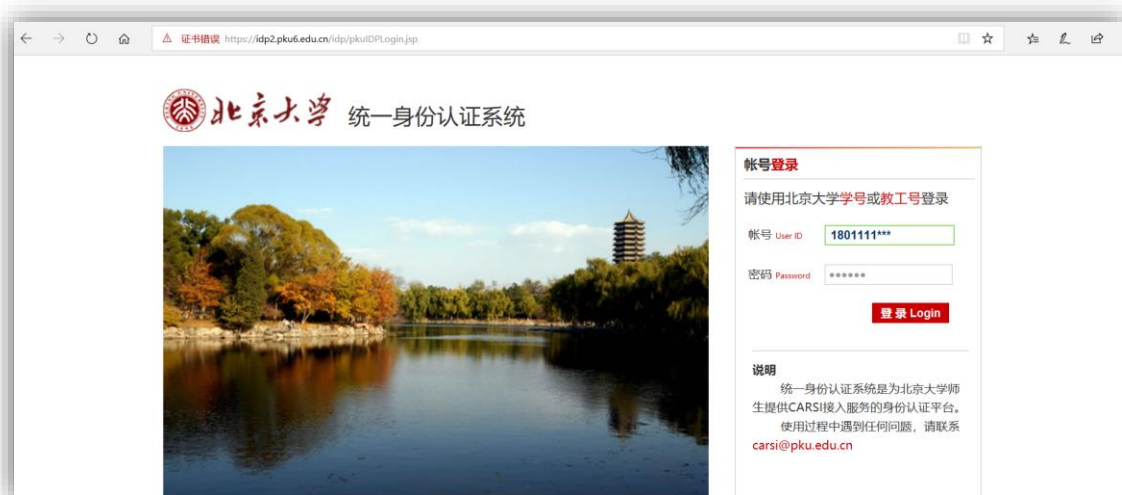 证书错误 https://idp2.pku6.edu.cn/idp/pkuIDPLogin.jsp
北京大学 统一身份认证系统
帐号登录
请使用北京大学学号或教工号登录
帐号 User ID 1801111***
密码 Password ••••••
登 录 Login
说明
统一身份认证系统是为北京大学师
生提供CARSI接入服务的身份认证平台。
使用过程中遇到任何问题，请联系
carsi@pku.edu.cn